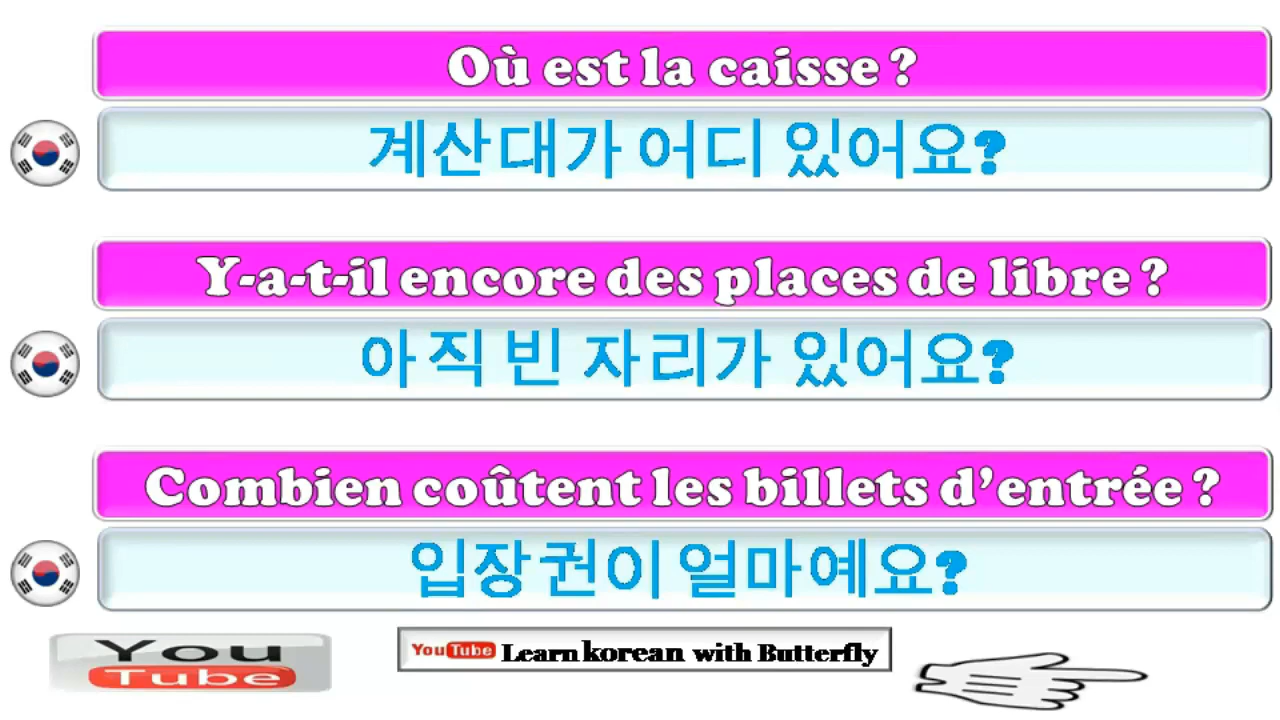 Où est la caisse ?
계산대가 어디 있어요?
Y-a-t-il encore des places de libre ?
아직 빈 자리가 있어요?
Combien coûtent les billets d’entrée ?
입장권이 얼마예요?
You
Tube
YouTube Learn korean with Butterfly